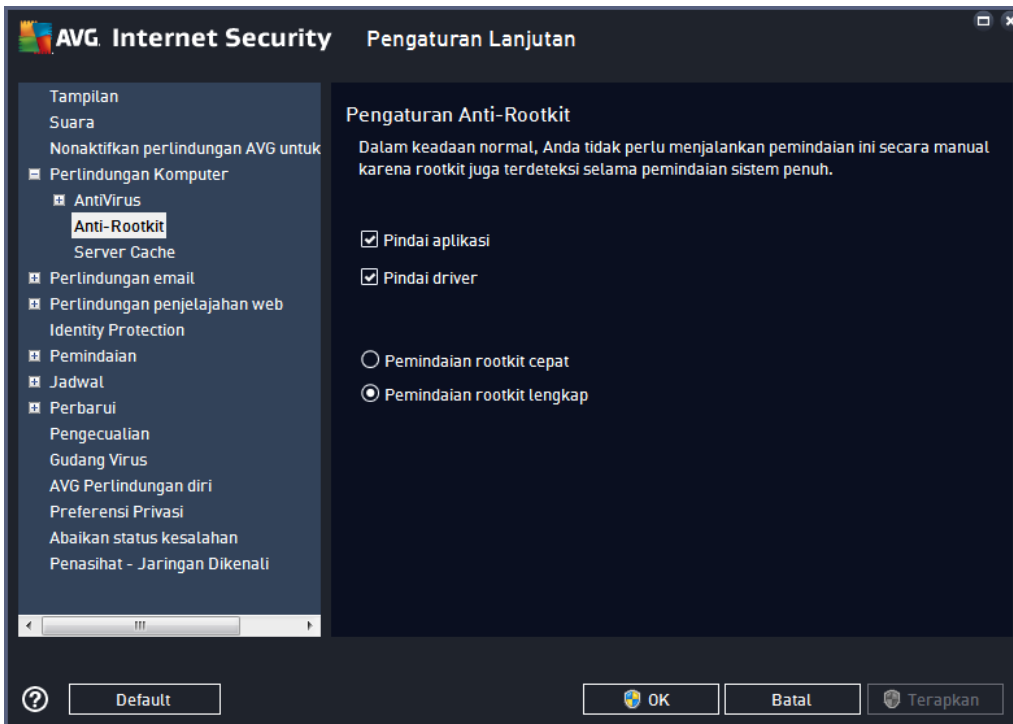 AVG Internet Security Pengaturan Lanjutan
Tampilan
Suara
Nonaktifkan perlindungan AVG untuk
Perlindungan Komputer
AntiVirus
Anti-Rootkit
Server Cache
Perlindungan email
Perlindungan penjelajahan web
Identity Protection
Pemindaian
Jadwal
Perbarui
Pengecualian
Gudang Virus
AVG Perlindungan diri
Preferensi Privasi
Abaikan status kesalahan
Penasihat - Jaringan Dikenali
Pengaturan Anti-Rootkit
Dalam keadaan normal, Anda tidak perlu menjalankan pemindaian ini secara manual
karena rootkit juga terdeteksi selama pemindaian sistem penuh.
Pindai aplikasi
Pindai driver
Pemindaian rootkit cepat
Pemindaian rootkit lengkap
? Default OK Batal Terapkan